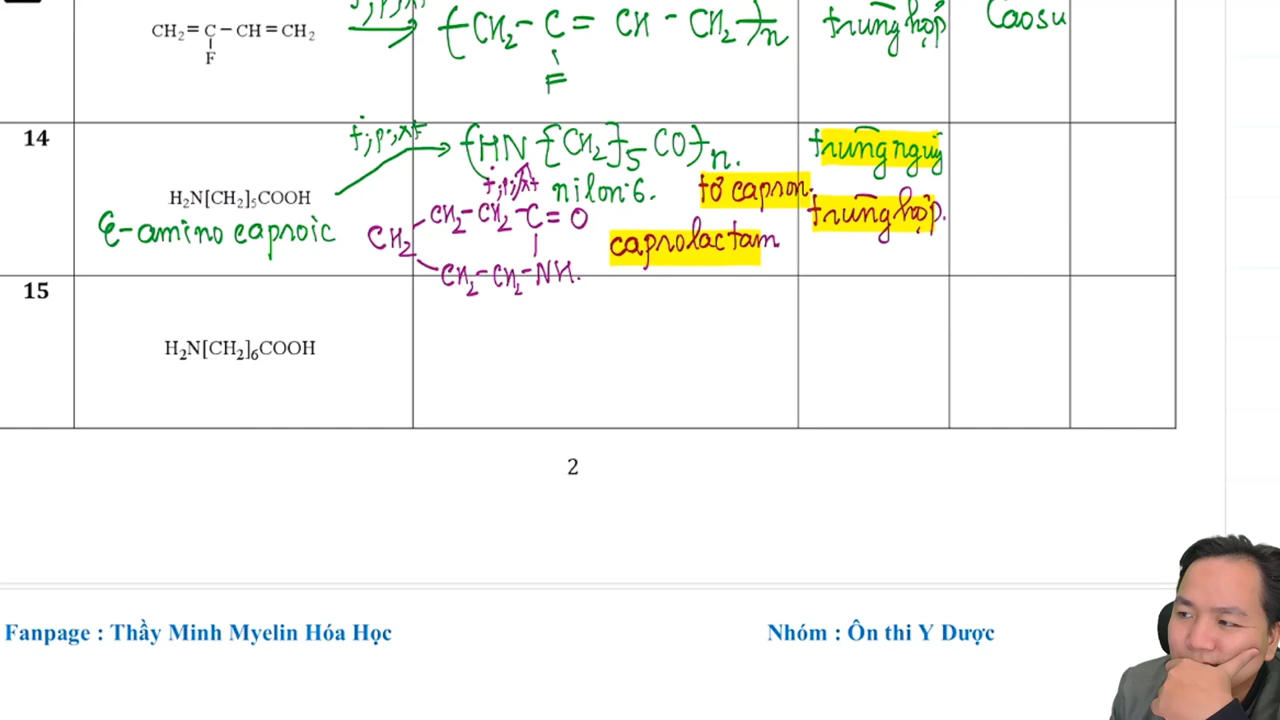 t; p; xt
CH₂=C–CH=CH₂
F
{CH₂–C=CH–CH₂}n
F
trùng hợp
Caosu
14
H₂N[CH₂]₅COOH
ε-amino caproic
t; p; xt
{HN{CH₂}₅CO}n.
t; p; xt
nilon-6.
tơ capron.
CH₂
CH₂–CH₂–C=O
CH₂–CH₂–NH.
caprolactam
trùng ngưng
trùng hợp.
15
H₂N[CH₂]₆COOH
2
Fanpage : Thầy Minh Myelin Hóa Học
Nhóm : Ôn thi Y Dược